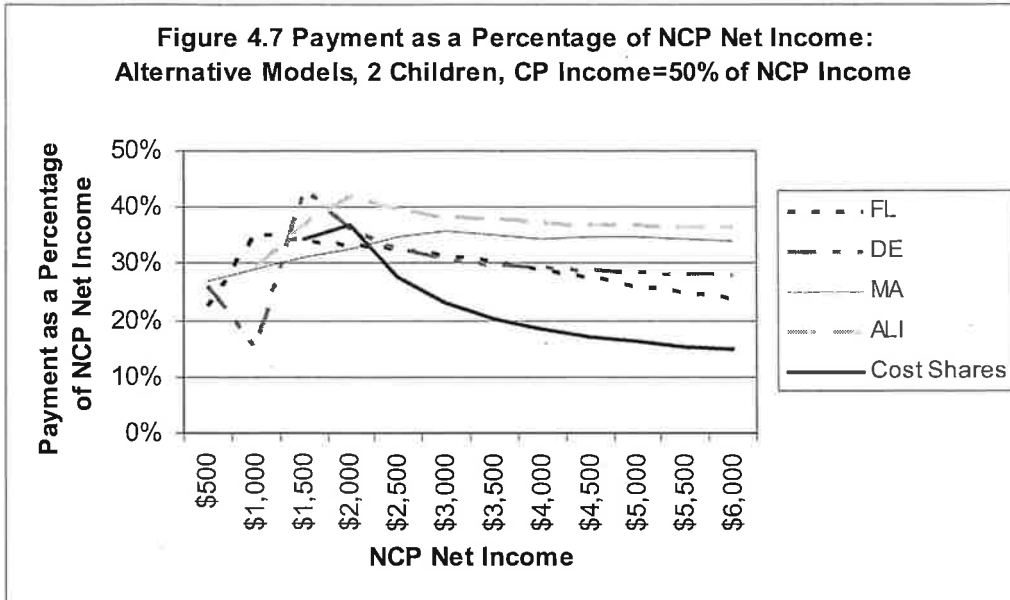 Figure 4.7 Payment as a Percentage of NCP Net Income:
Alternative Models, 2 Children, CP Income=50% of NCP Income
Payment as a Percentage
of NCP Net Income
50%
40%
30%
20%
10%
0%
$500
$1,000
$1,500
$2,000
$2,500
$3,000
$3,500
$4,000
$4,500
$5,000
$5,500
$6,000
NCP Net Income
FL
DE
MA
ALI
Cost Shares